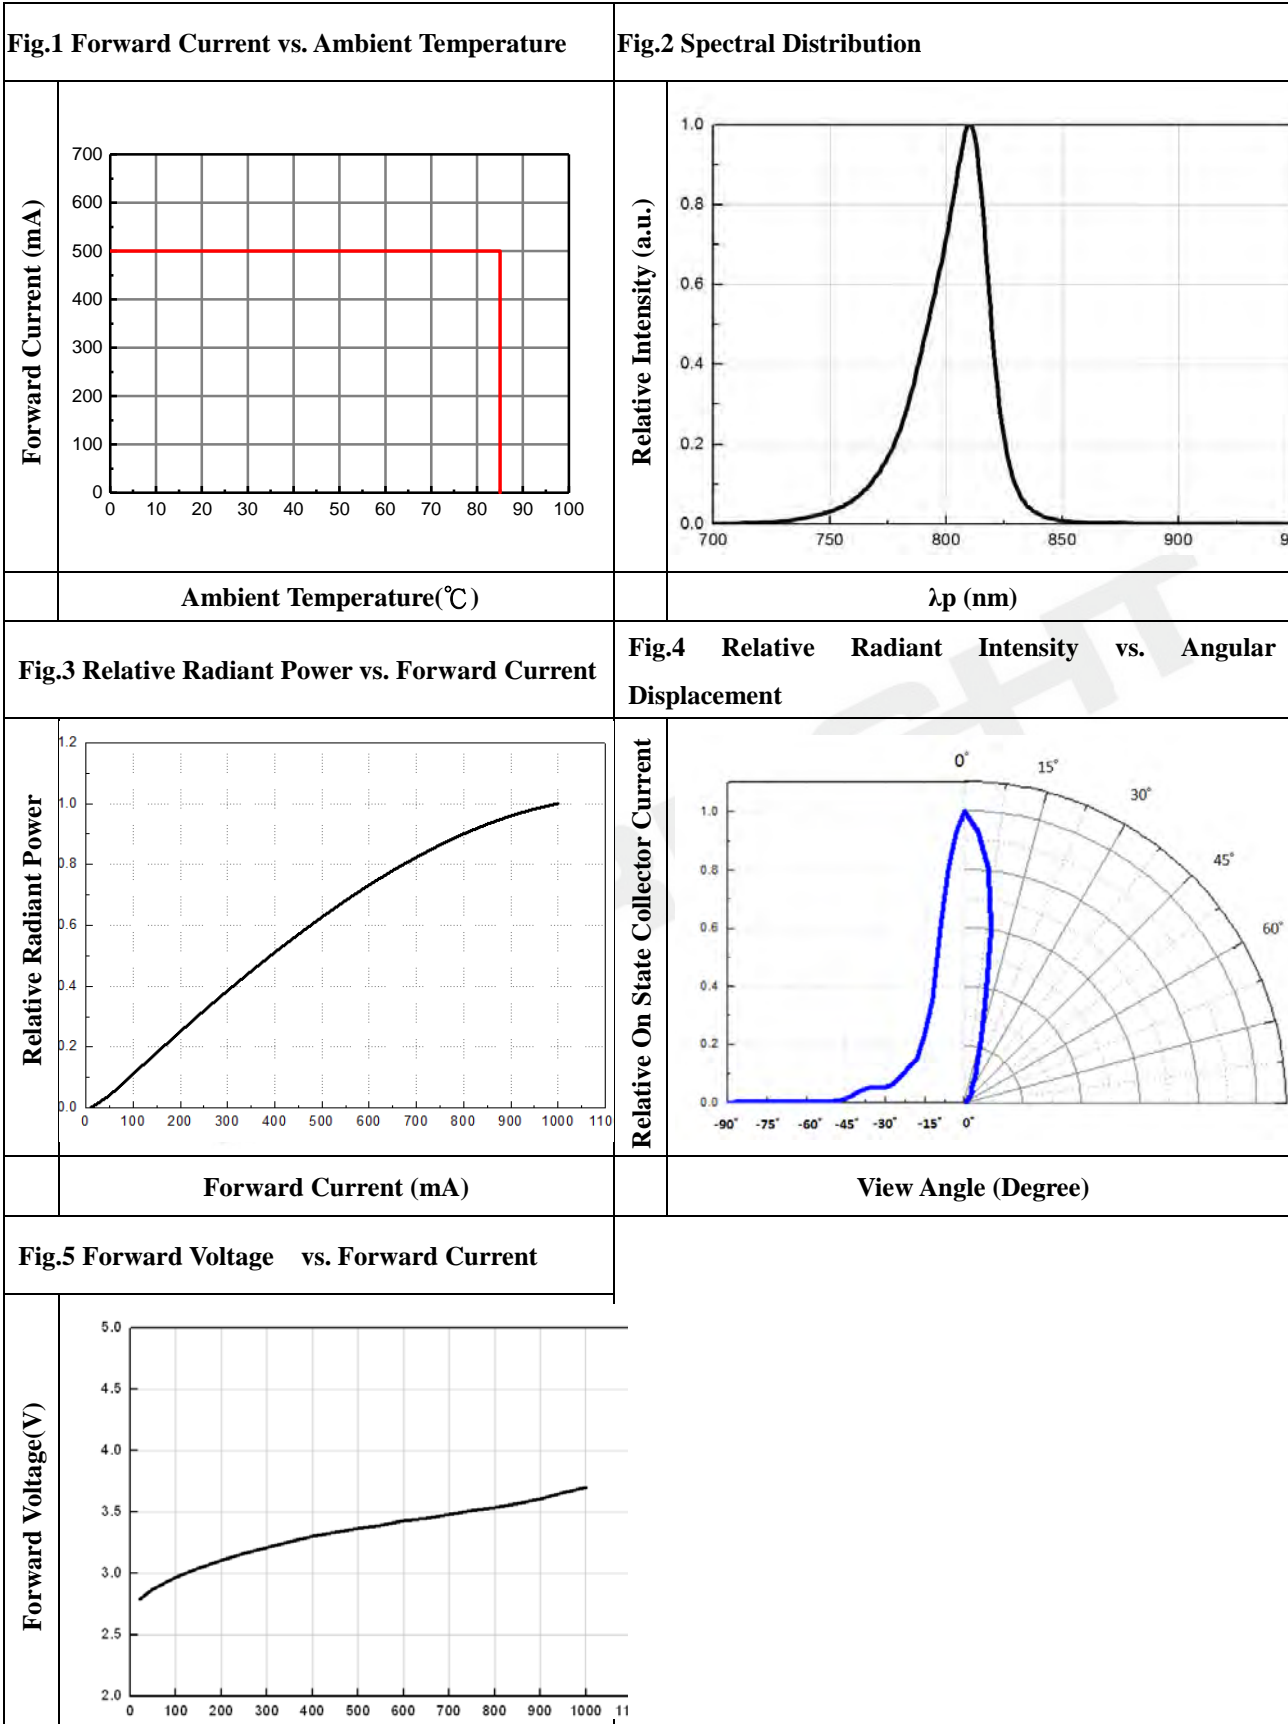 Fig.1 Forward Current vs. Ambient Temperature
Fig.2 Spectral Distribution
Forward Current (mA)
700
600
500
400
300
200
100
0
0 10 20 30 40 50 60 70 80 90 100
Ambient Temperature(℃)
Relative Intensity (a.u.)
1.0
0.8
0.6
0.4
0.2
0.0
700 750 800 850 900 9
λp (nm)
Fig.3 Relative Radiant Power vs. Forward Current
Fig.4 Relative Radiant Intensity vs. Angular
Displacement
Relative Radiant Power
1.2
1.0
0.8
0.6
0.4
0.2
0.0
0 100 200 300 400 500 600 700 800 900 1000 110
Forward Current (mA)
Relative On State Collector Current
0° 15° 30° 45° 60°
1.0
0.8
0.6
0.4
0.2
0.0
-90° -75° -60° -45° -30° -15° 0°
View Angle (Degree)
Fig.5 Forward Voltage vs. Forward Current
Forward Voltage(V)
5.0
4.5
4.0
3.5
3.0
2.5
2.0
0 100 200 300 400 500 600 700 800 900 1000 11